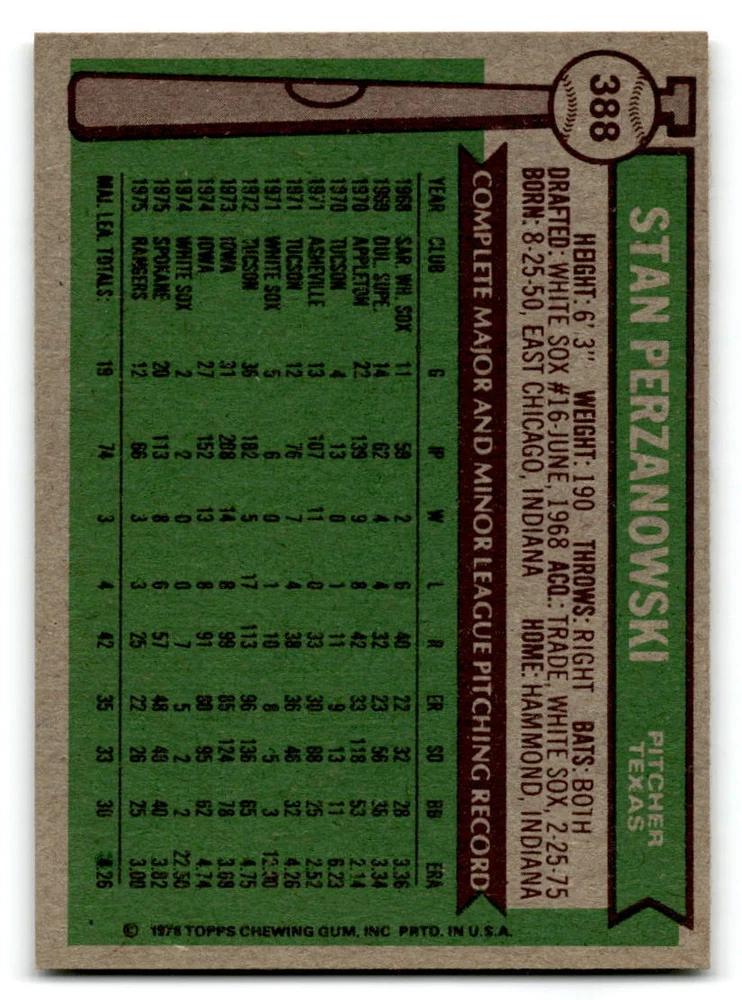 388
STAN PERZANOWSKI
PITCHER
TEXAS
HEIGHT: 6' 3" WEIGHT: 190 THROWS: RIGHT BATS: BOTH
DRAFTED: WHITE SOX #16-JUNE, 1968 ACQ.: TRADE, WHITE SOX, 2-25-75
BORN: 8-25-50, EAST CHICAGO, INDIANA HOME: HAMMOND, INDIANA
COMPLETE MAJOR AND MINOR LEAGUE PITCHING RECORD
YEAR CLUB G IP W L R ER SO BB ERA
1968 SAR. WH. SOX 11 59 2 6 40 22 32 28 3.36
1969 DUL. SUPE. 14 62 4 4 32 23 56 35 3.34
1970 APPLETON 22 139 9 8 42 33 118 53 2.14
1970 TUCSON 4 13 0 1 11 9 13 11 6.23
1971 ASHEVILLE 13 107 11 0 33 30 88 25 2.52
1971 TUCSON 12 76 7 4 38 36 46 32 4.26
1971 WHITE SOX 5 6 0 1 10 8 5 3 12.00
1972 TUCSON 36 182 5 17 113 96 136 65 4.75
1973 IOWA 31 208 14 8 99 85 124 78 3.68
1974 IOWA 27 152 13 8 91 80 95 62 4.74
1974 WHITE SOX 2 2 0 0 7 5 2 2 22.50
1975 SPOKANE 20 113 8 6 57 48 49 40 3.82
1975 RANGERS 12 66 3 3 25 22 26 25 3.00
MAJ. LEA. TOTALS: 19 74 3 4 42 35 33 30 4.26
© 1976 TOPPS CHEWING GUM, INC PRTD. IN U.S.A.